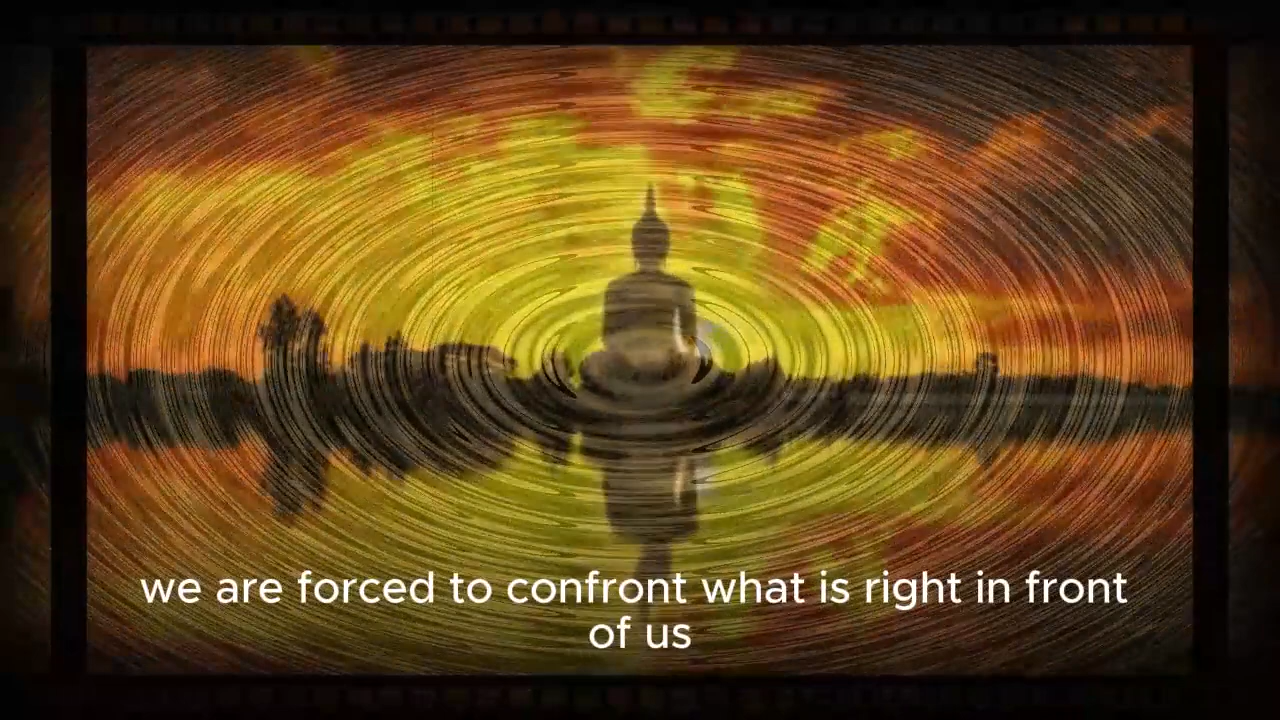 we are forced to confront what is right in front
of us